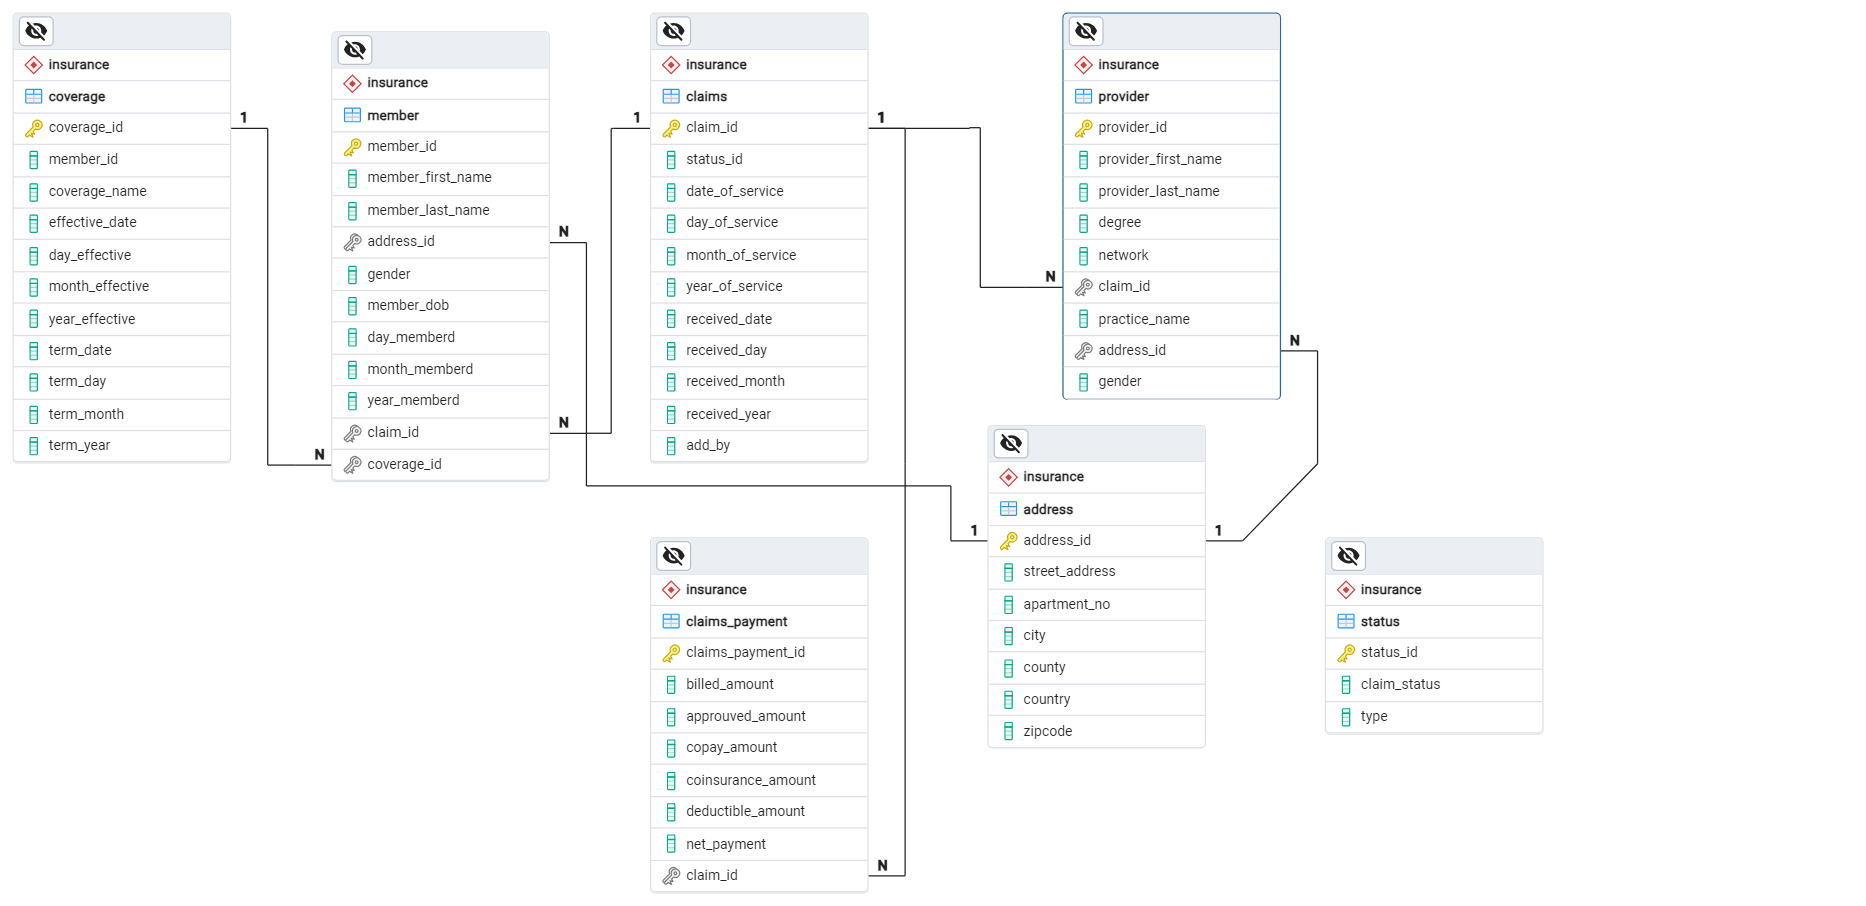 insurance
coverage
coverage_id
member_id
coverage_name
effective_date
day_effective
month_effective
year_effective
term_date
term_day
term_month
term_year
1
N
insurance
member
member_id
member_first_name
member_last_name
address_id
gender
member_dob
day_memberd
month_memberd
year_memberd
claim_id
coverage_id
N
N
1
insurance
claims
claim_id
status_id
date_of_service
day_of_service
month_of_service
year_of_service
received_date
received_day
received_month
received_year
add_by
1
N
insurance
provider
provider_id
provider_first_name
provider_last_name
degree
network
claim_id
practice_name
address_id
gender
N
insurance
claims_payment
claims_payment_id
billed_amount
approuved_amount
copay_amount
coinsurance_amount
deductible_amount
net_payment
claim_id
N
1
insurance
address
address_id
street_address
apartment_no
city
county
country
zipcode
1
insurance
status
status_id
claim_status
type